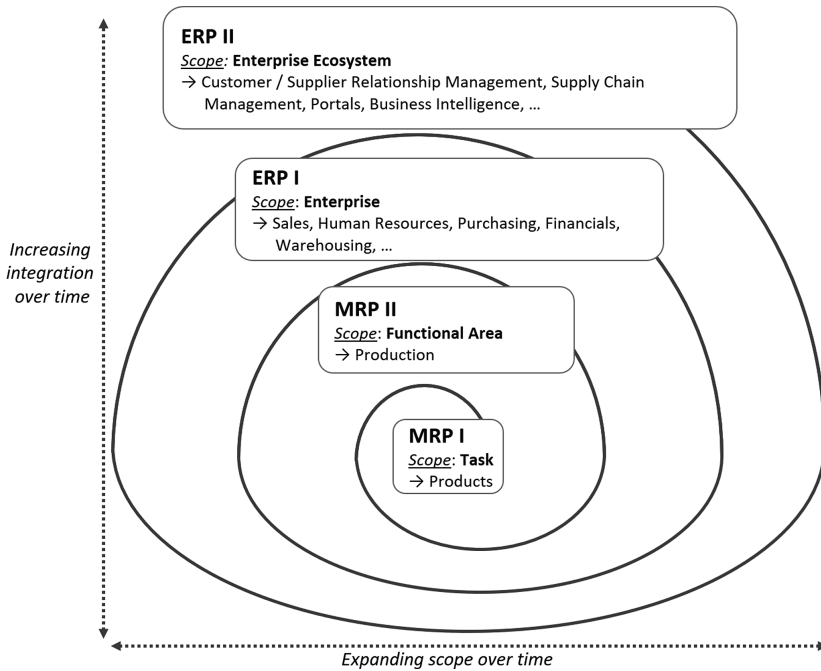 ERP II
Scope: Enterprise Ecosystem
→ Customer / Supplier Relationship Management, Supply Chain
Management, Portals, Business Intelligence, ...
ERP I
Scope: Enterprise
→ Sales, Human Resources, Purchasing, Financials,
Warehousing, ...
Increasing
integration
over time
MRP II
Scope: Functional Area
→ Production
MRP I
Scope: Task
→ Products
Expanding scope over time